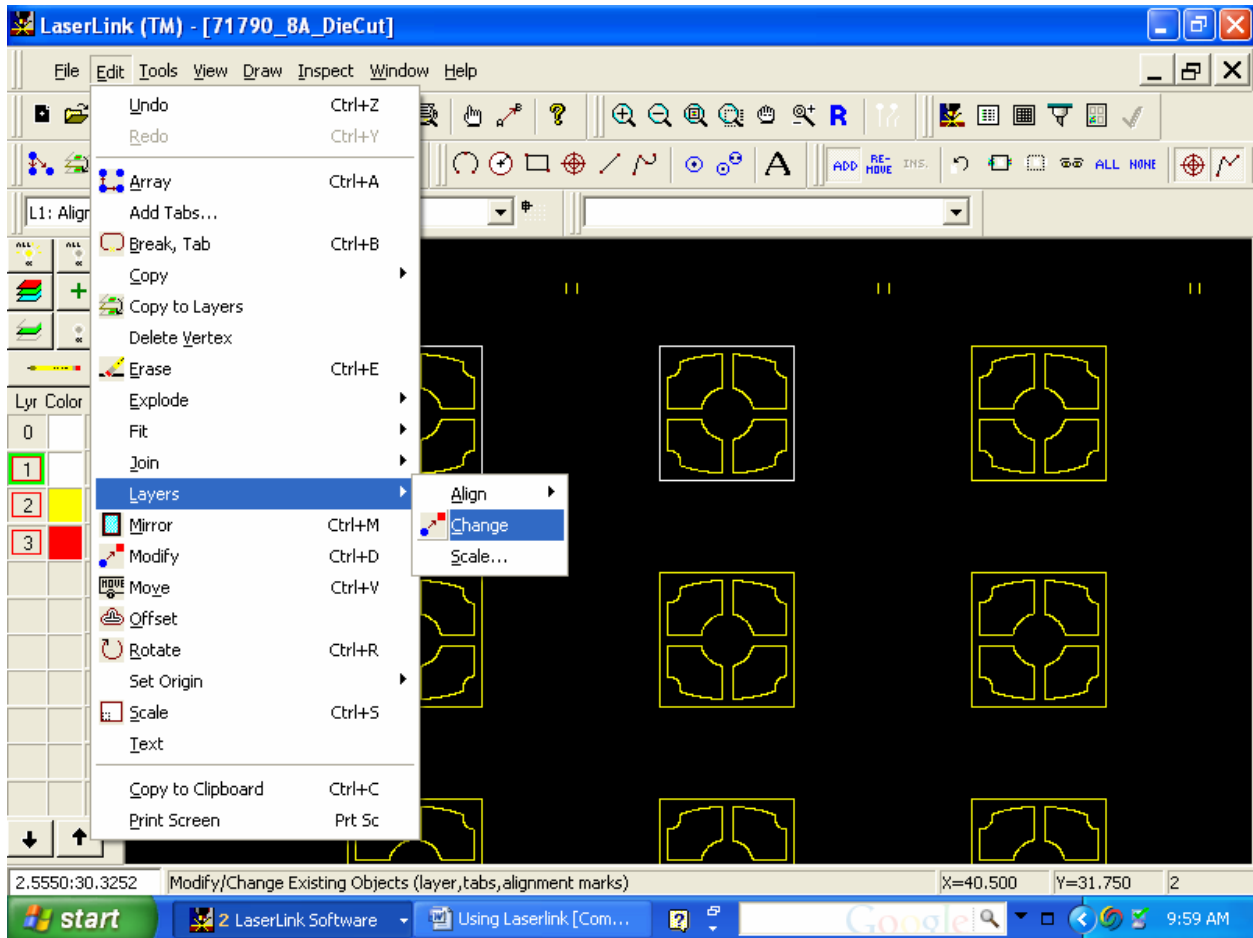 LaserLink (TM) - [71790_8A_DieCut]
File Edit Tools View Draw Inspect Window Help
Undo Ctrl+Z
Redo Ctrl+Y
R
A
ADD RE-MOVE INS. ALL NONE
Array Ctrl+A
Add Tabs...
L1: Align
Break, Tab Ctrl+B
ALL ALL
Copy
Copy to Layers
Delete Vertex
Erase Ctrl+E
Lyr Color
Explode
0
Fit
1
Join
2
Layers
Align
3
Mirror Ctrl+M
Change
Modify Ctrl+D
Scale...
MOVE Move Ctrl+V
Offset
Rotate Ctrl+R
Set Origin
Scale Ctrl+S
Text
Copy to Clipboard Ctrl+C
Print Screen Prt Sc
2.5550:30.3252 Modify/Change Existing Objects (layer,tabs,alignment marks) X=40.500 Y=31.750 2
start 2 LaserLink Software Using Laserlink [Com... Google 9:59 AM